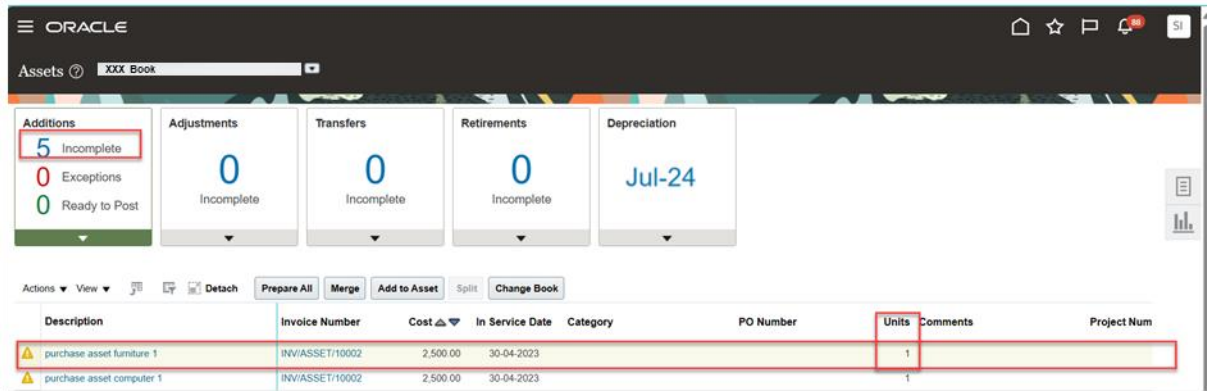 ORACLE
88
SI
Assets
XXX Book
Additions
5 Incomplete
0 Exceptions
0 Ready to Post
Adjustments
0
Incomplete
Transfers
0
Incomplete
Retirements
0
Incomplete
Depreciation
Jul-24
Actions View Detach Prepare All Merge Add to Asset Split Change Book
Description Invoice Number Cost In Service Date Category PO Number Units Comments Project Num
purchase asset furniture 1 INV/ASSET/10002 2,500.00 30-04-2023 1
purchase asset computer 1 INV/ASSET/10002 2,500.00 30-04-2023 1